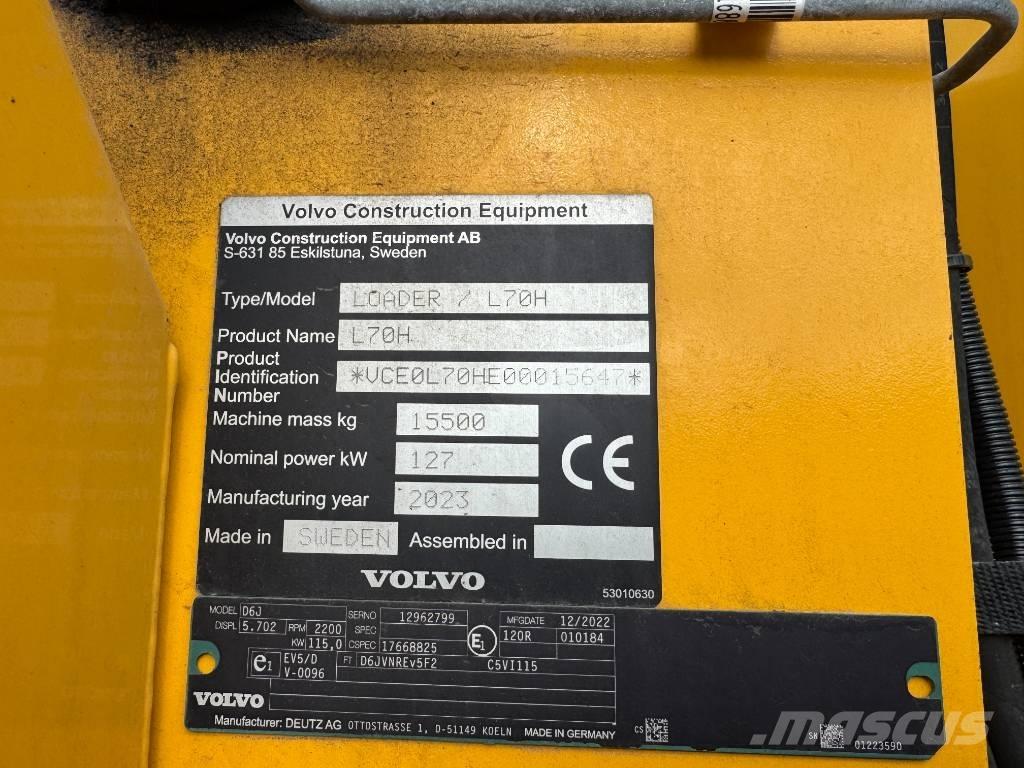 Volvo Construction Equipment
Volvo Construction Equipment AB
S-631 85 Eskilstuna, Sweden
Type/Model LOADER / L70H
Product Name L70H
Product
Identification *VCE0L70HE00015647*
Number
Machine mass kg 15500
Nominal power kW 127
CE
Manufacturing year 2023
Made in SWEDEN Assembled in
VOLVO
53010630
MODEL D6J SERNO 12962799 MFGDATE 12/2022
DISPL 5.702 RPM 2200 SPEC E1 120R 010184
KW 115,0 CSPEC 17668825
e1 EV5/D FT D6JVNREv5F2 C5VI115
V-0096
VOLVO
Manufacturer: DEUTZ AG OTTOSTRASSE 1, D-51149 KOELN MADE IN GERMANY CS SN 01223590
mascus